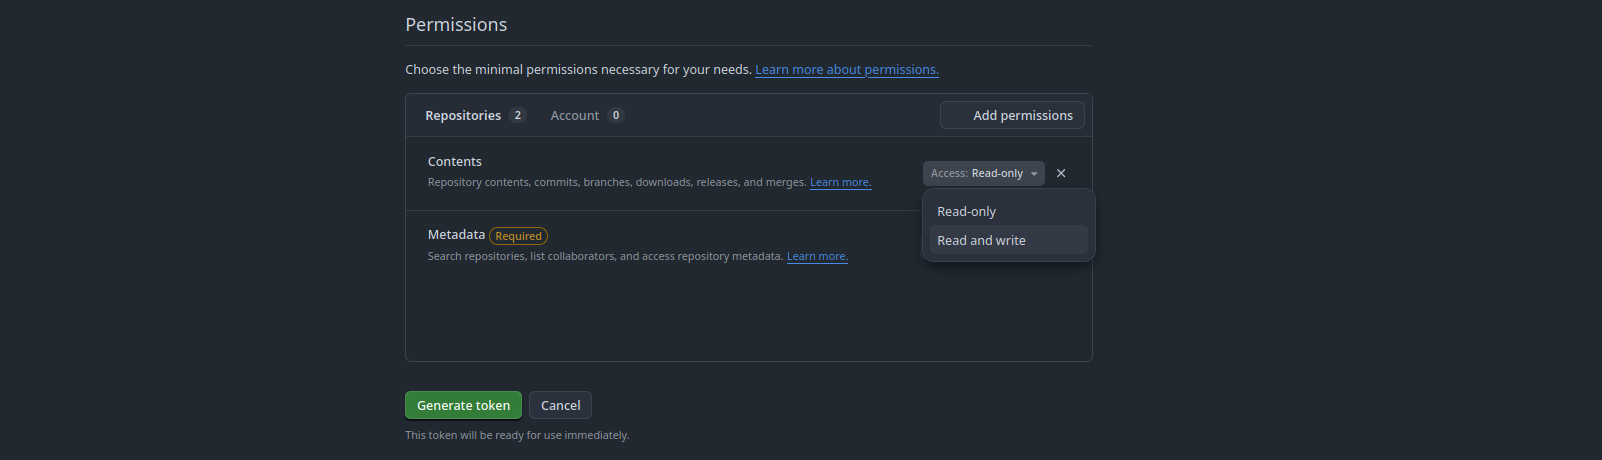 Permissions
Choose the minimal permissions necessary for your needs. Learn more about permissions.
Repositories 2 Account 0 Add permissions
Contents
Repository contents, commits, branches, downloads, releases, and merges. Learn more.
Access: Read-only
Read-only
Read and write
Metadata Required
Search repositories, list collaborators, and access repository metadata. Learn more.
Generate token Cancel
This token will be ready for use immediately.